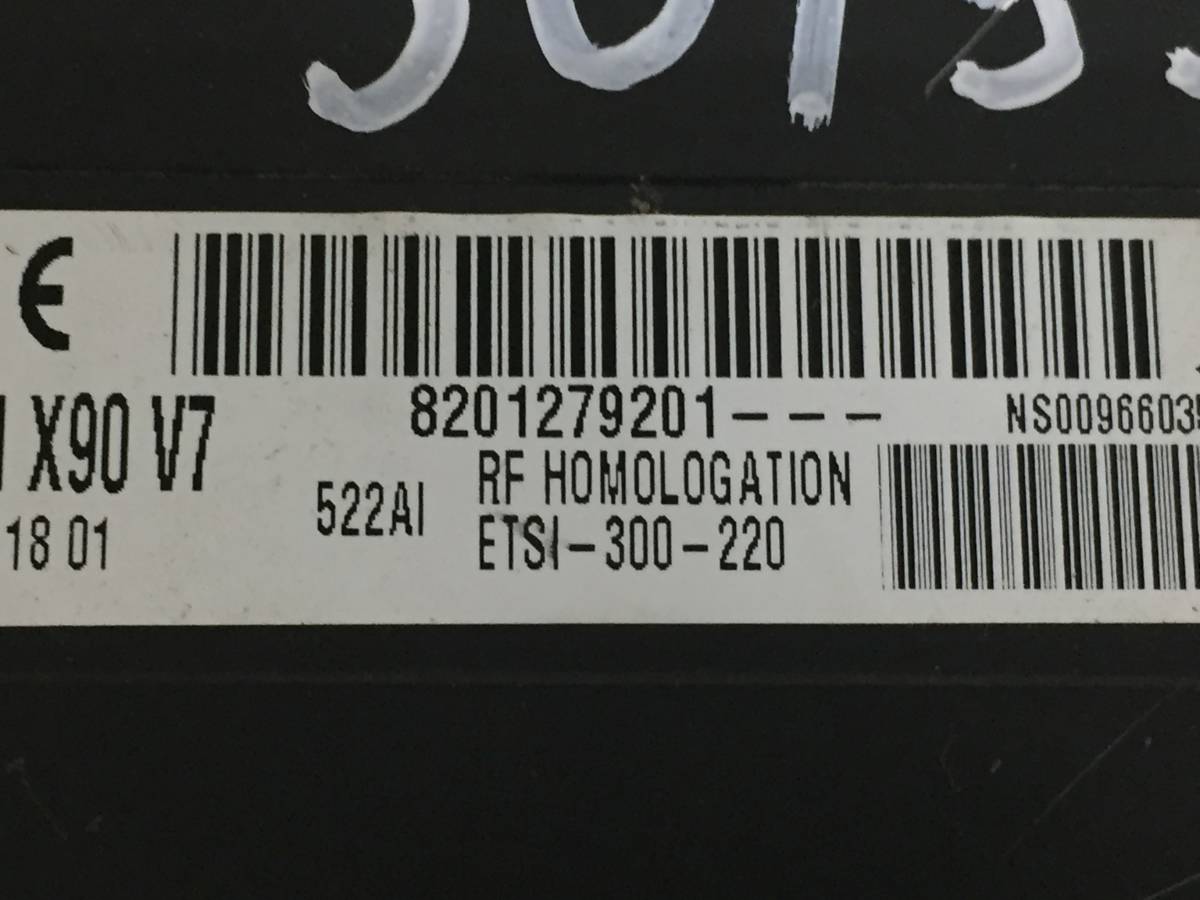 8201279201---
NS0096603
X90 V7
522AI
RF HOMOLOGATION
18 01
ETSI-300-220